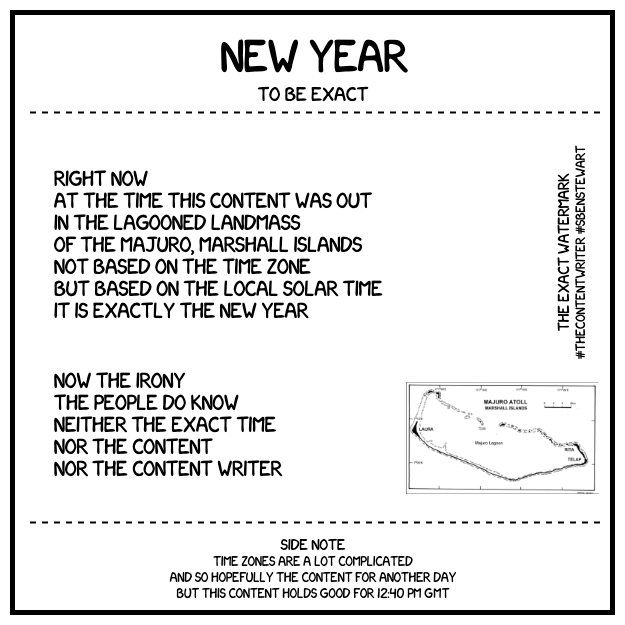 NEW YEAR
TO BE EXACT
RIGHT NOW
AT THE TIME THIS CONTENT WAS OUT
IN THE LAGOONED LANDMASS
OF THE MAJURO, MARSHALL ISLANDS
NOT BASED ON THE TIME ZONE
BUT BASED ON THE LOCAL SOLAR TIME
IT IS EXACTLY THE NEW YEAR
THE EXACT WATERMARK
#THECONTENTWRITER #SBENSTEWART
NOW THE IRONY
THE PEOPLE DO KNOW
NEITHER THE EXACT TIME
NOR THE CONTENT
NOR THE CONTENT WRITER
MAJURO ATOLL
MARSHALL ISLANDS
LAURA
Majuro Lagoon
RITA
TELAP
SIDE NOTE
TIME ZONES ARE A LOT COMPLICATED
AND SO HOPEFULLY THE CONTENT FOR ANOTHER DAY
BUT THIS CONTENT HOLDS GOOD FOR 12:40 PM GMT